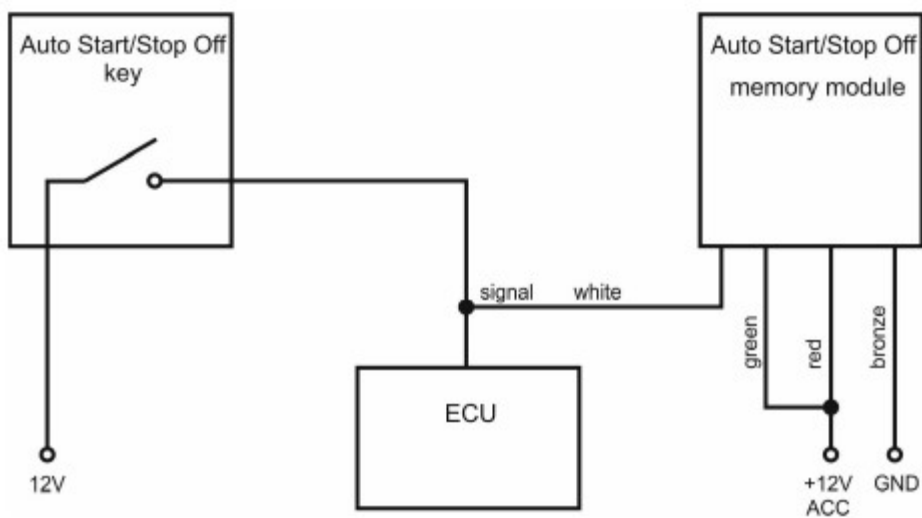 Auto Start/Stop Off
key
Auto Start/Stop Off
memory module
signal white
green
red
bronze
ECU
12V
+12V
ACC
GND